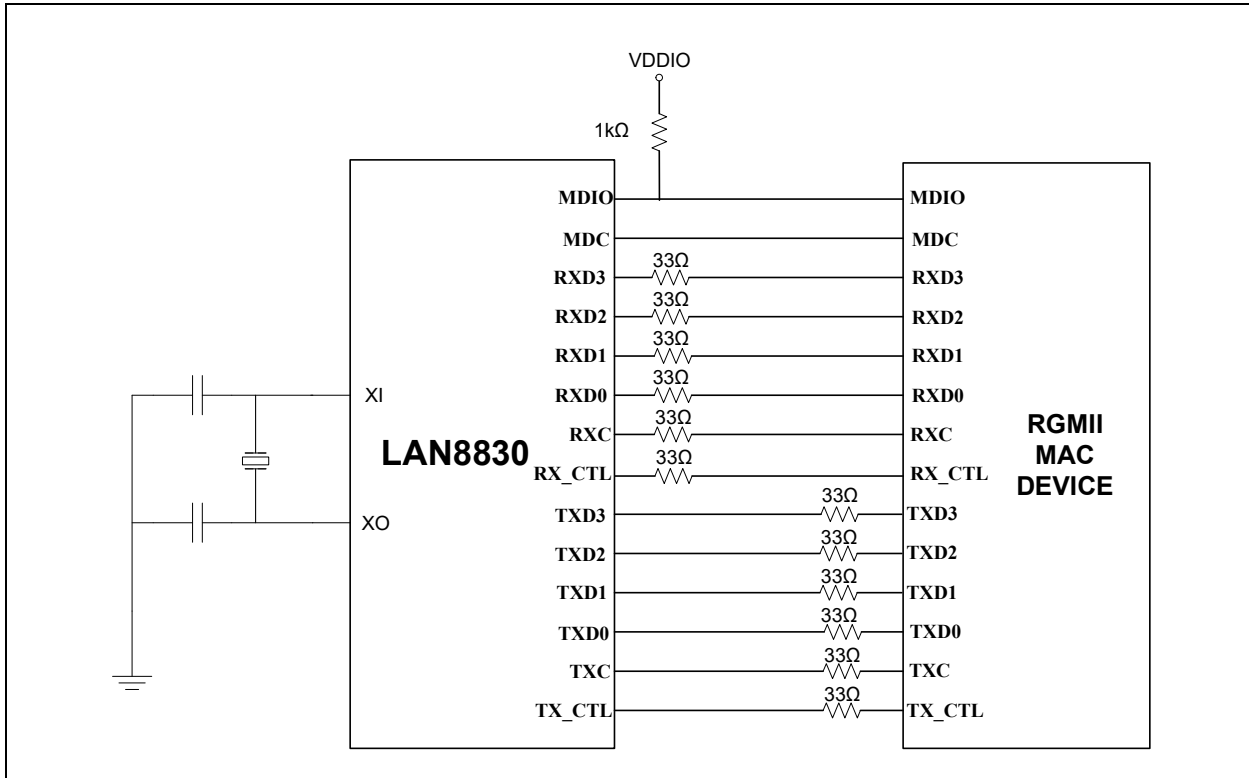 VDDIO
1kΩ
MDIO MDIO
MDC MDC
33Ω
RXD3 RXD3
33Ω
RXD2 RXD2
33Ω
RXD1 RXD1
33Ω
XI RXD0 RXD0
33Ω
RXC RXC
LAN8830
33Ω
RX_CTL RX_CTL
RGMII
MAC
DEVICE
33Ω
XO TXD3 TXD3
33Ω
TXD2 TXD2
33Ω
TXD1 TXD1
33Ω
TXD0 TXD0
33Ω
TXC TXC
33Ω
TX_CTL TX_CTL